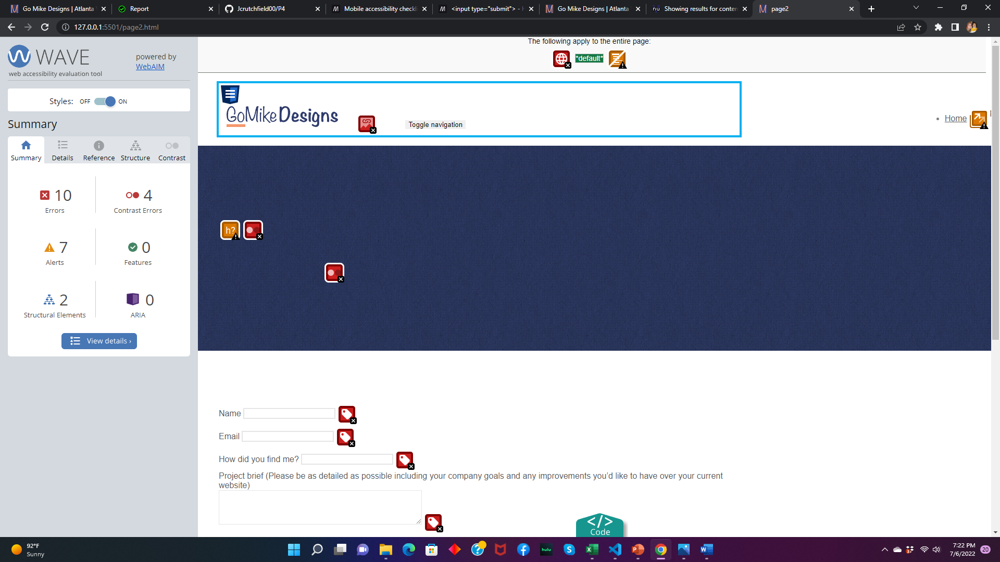 Go Mike Designs | Atlanta
Report
Jcrutchfield00/P4
Mobile accessibility checkli
<input type="submit"> - H
Go Mike Designs | Atlanta
Showing results for conten
page2
127.0.0.1:5501/page2.html
WAVE
powered by
WebAIM
web accessibility evaluation tool
Styles: OFF ON
Summary
Summary Details Reference Structure Contrast
10 Errors
4 Contrast Errors
7 Alerts
0 Features
2 Structural Elements
0 ARIA
View details ›
The following apply to the entire page:
*default*
GoMike Designs
Toggle navigation
Home
h?
Name
Email
How did you find me?
Project brief (Please be as detailed as possible including your company goals and any improvements you’d like to have over your current
website)
</>
Code
92°F
Sunny
hulu
7:22 PM
7/6/2022
20